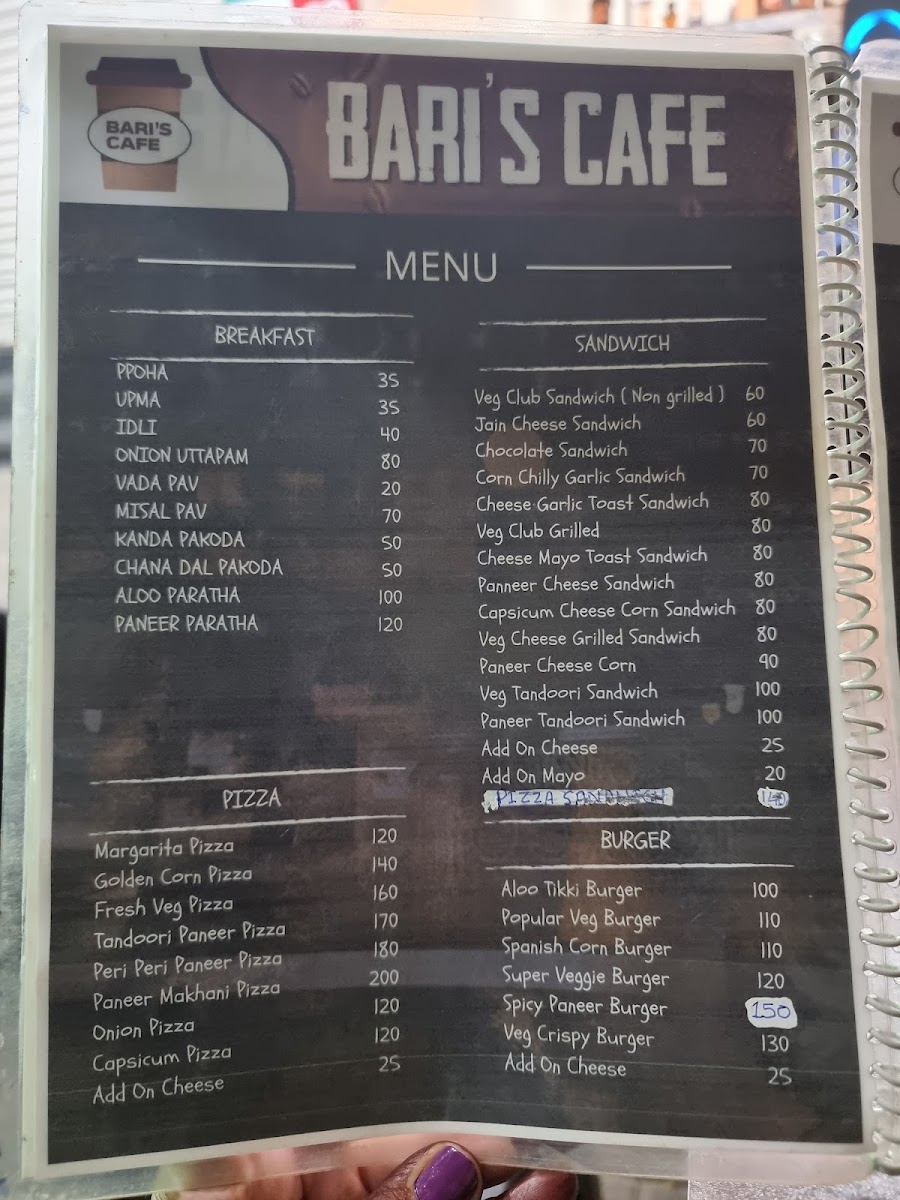 BARI'S
CAFE
BARI'S CAFE
MENU
BREAKFAST
PPOHA 35
UPMA 35
IDLI 40
ONION UTTAPAM 80
VADA PAV 20
MISAL PAV 70
KANDA PAKODA 50
CHANA DAL PAKODA 50
ALOO PARATHA 100
PANEER PARATHA 120
PIZZA
Margarita Pizza 120
Golden Corn Pizza 140
Fresh Veg Pizza 160
Tandoori Paneer Pizza 170
Peri Peri Paneer Pizza 180
Paneer Makhani Pizza 200
Onion Pizza 120
Capsicum Pizza 120
Add On Cheese 25
SANDWICH
Veg Club Sandwich ( Non grilled ) 60
Jain Cheese Sandwich 60
Chocolate Sandwich 70
Corn Chilly Garlic Sandwich 70
Cheese Garlic Toast Sandwich 80
Veg Club Grilled 80
Cheese Mayo Toast Sandwich 80
Panneer Cheese Sandwich 80
Capsicum Cheese Corn Sandwich 80
Veg Cheese Grilled Sandwich 80
Paneer Cheese Corn 90
Veg Tandoori Sandwich 100
Paneer Tandoori Sandwich 100
Add On Cheese 25
Add On Mayo 20
PIZZA SANDWICH 140
BURGER
Aloo Tikki Burger 100
Popular Veg Burger 110
Spanish Corn Burger 110
Super Veggie Burger 120
Spicy Paneer Burger 150
Veg Crispy Burger 130
Add On Cheese 25